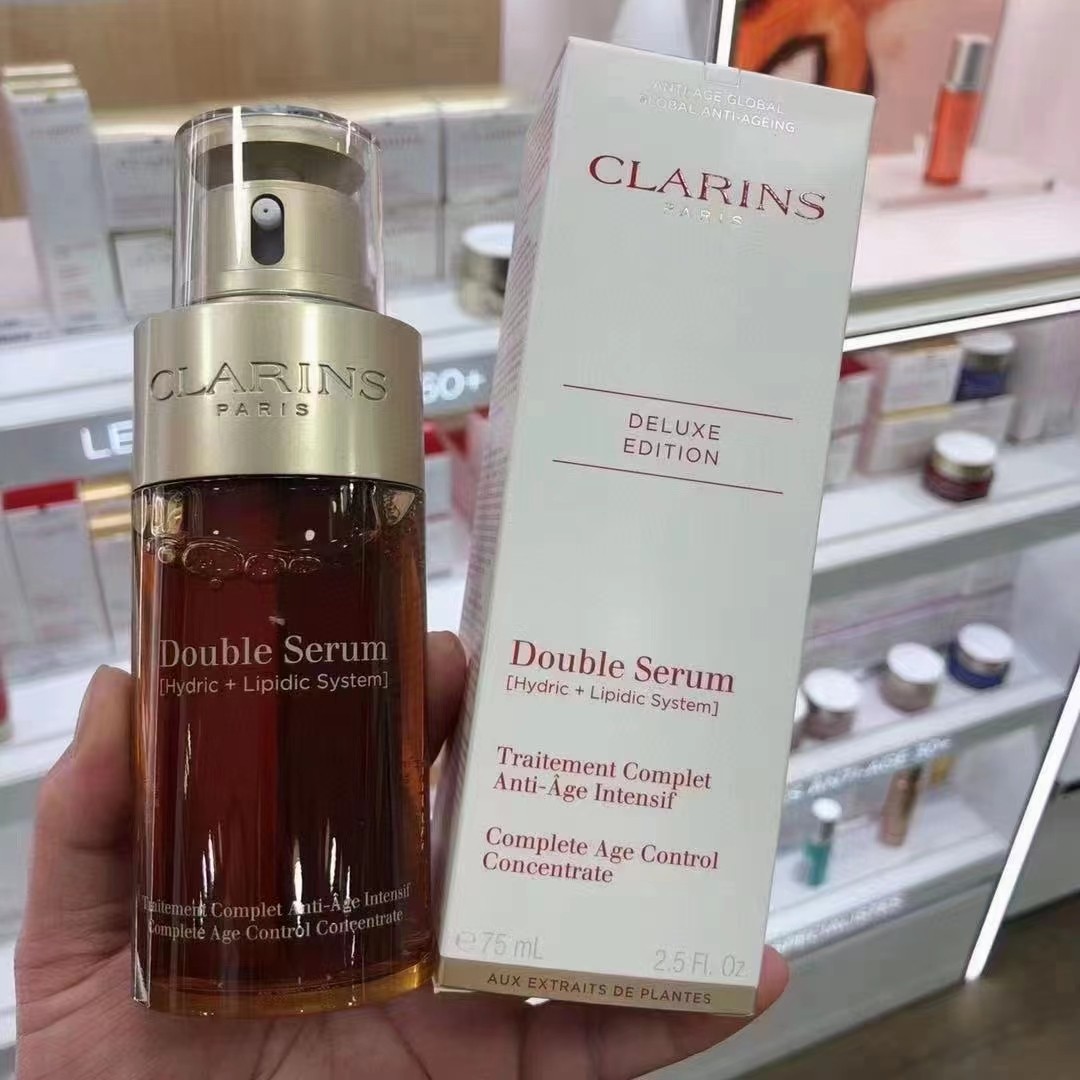 CLARINS
PARIS
Double Serum
[Hydric + Lipidic System]
Traitement Complet Anti-Âge Intensif
Complete Age Control Concentrate
ANTI-AGE GLOBAL
GLOBAL ANTI-AGEING
CLARINS
PARIS
DELUXE
EDITION
Double Serum
[Hydric + Lipidic System]
Traitement Complet
Anti-Âge Intensif
Complete Age Control
Concentrate
℮ 75 mL
2.5 Fl. Oz
AUX EXTRAITS DE PLANTES